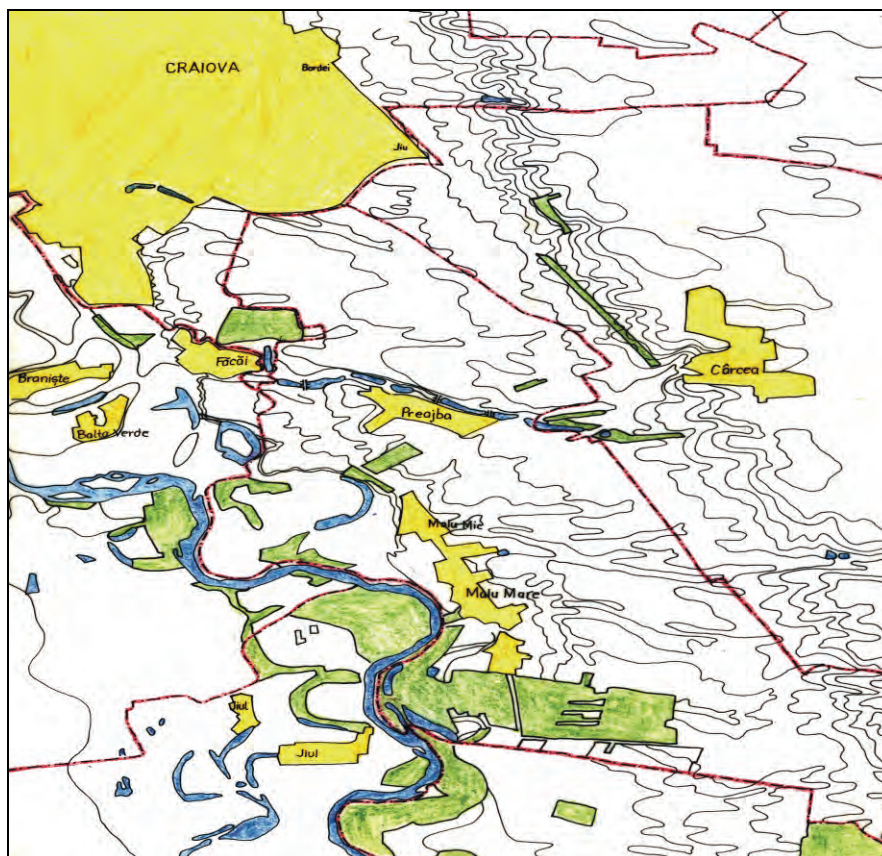 CRAIOVA
Bordei
Jiu
Făcăi
Braniște
Cârcea
Preajba
Balta Verde
Malu Mic
Malu Mare
Jiul
Jiul